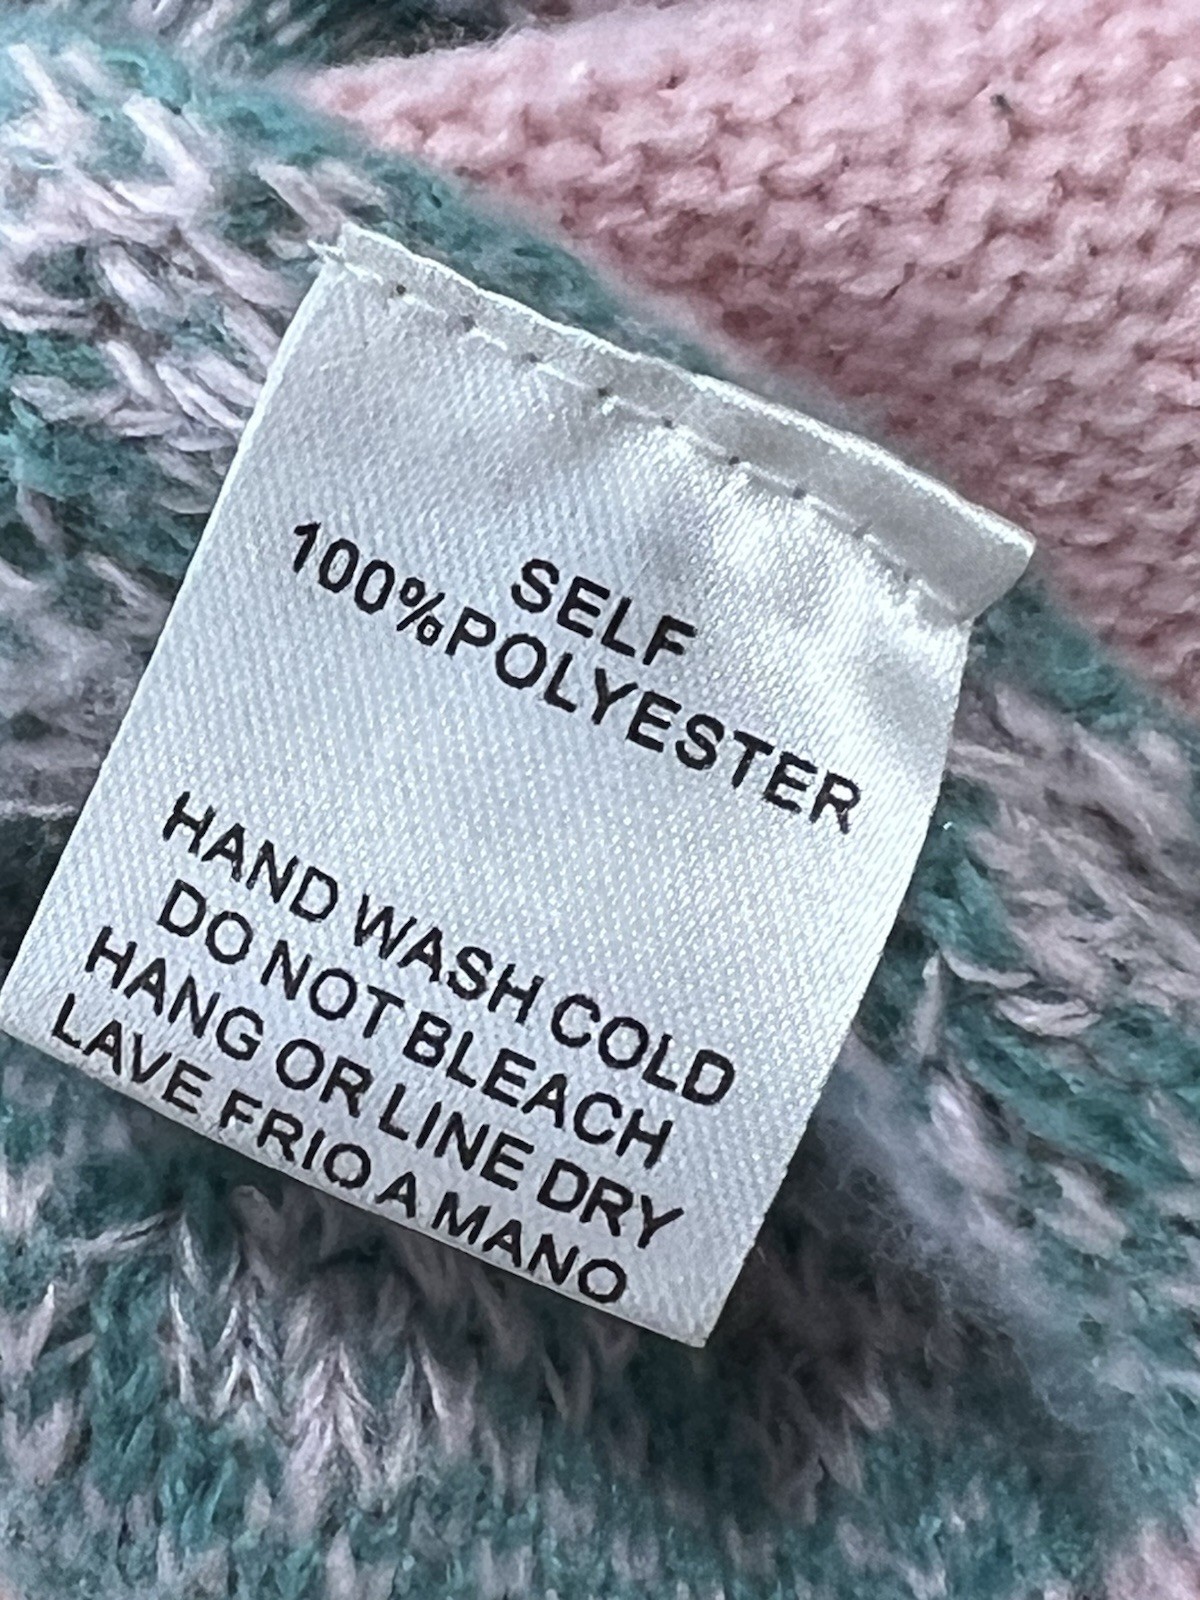 SELF
100%POLYESTER
HAND WASH COLD
DO NOT BLEACH
HANG OR LINE DRY
LAVE FRIO A MANO